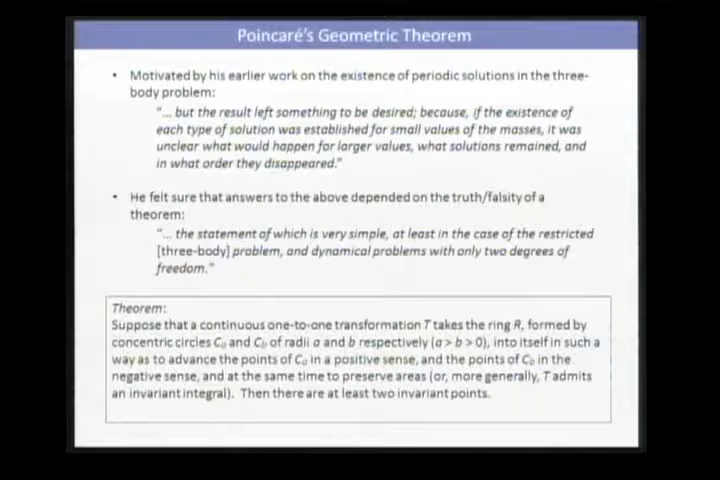 Poincaré's Geometric Theorem
• Motivated by his earlier work on the existence of periodic solutions in the three-
body problem:
"... but the result left something to be desired; because, if the existence of
each type of solution was established for small values of the masses, it was
unclear what would happen for larger values, what solutions remained, and
in what order they disappeared."
• He felt sure that answers to the above depended on the truth/falsity of a
theorem:
"... the statement of which is very simple, at least in the case of the restricted
[three-body] problem, and dynamical problems with only two degrees of
freedom."
Theorem:
Suppose that a continuous one-to-one transformation T takes the ring R, formed by
concentric circles Cₐ and C_b of radii a and b respectively (a > b > 0), into itself in such a
way as to advance the points of Cₐ in a positive sense, and the points of C_b in the
negative sense, and at the same time to preserve areas (or, more generally, T admits
an invariant integral). Then there are at least two invariant points.